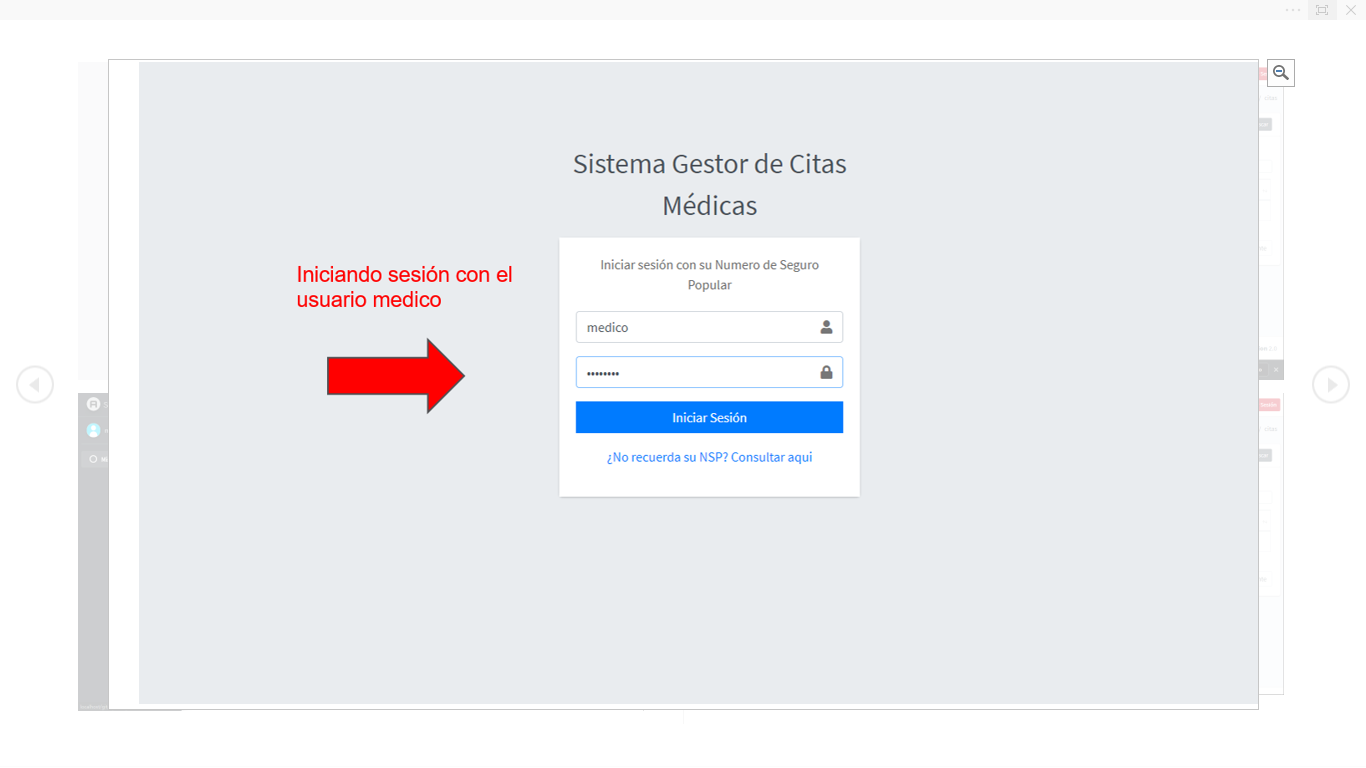 Sistema Gestor de Citas
Médicas
Iniciando sesión con el
usuario medico
Iniciar sesión con su Numero de Seguro
Popular
medico
••••••••
Iniciar Sesión
¿No recuerda su NSP? Consultar aqui